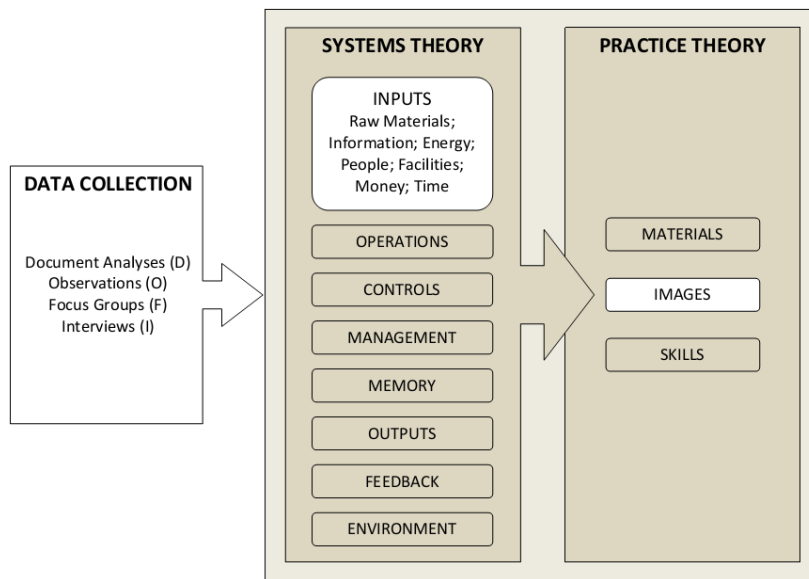 DATA COLLECTION
Document Analyses (D)
Observations (O)
Focus Groups (F)
Interviews (I)
SYSTEMS THEORY
INPUTS
Raw Materials;
Information; Energy;
People; Facilities;
Money; Time
OPERATIONS
CONTROLS
MANAGEMENT
MEMORY
OUTPUTS
FEEDBACK
ENVIRONMENT
PRACTICE THEORY
MATERIALS
IMAGES
SKILLS